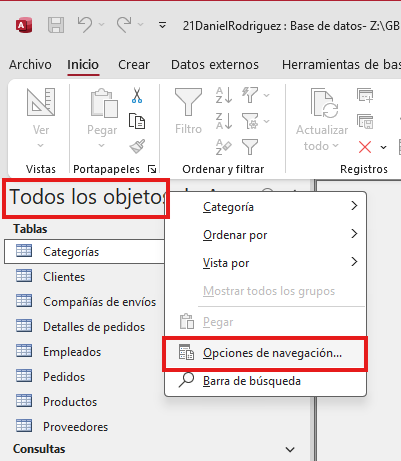 21DanielRodriguez : Base de datos- Z:\GB
Archivo Inicio Crear Datos externos Herramientas de bas
Ver Pegar Filtro Actualizar todo
Vistas Portapapeles Ordenar y filtrar Registros
Todos los objetos
Tablas
Categorías
Clientes
Compañías de envíos
Detalles de pedidos
Empleados
Pedidos
Productos
Proveedores
Consultas
Categoría
Ordenar por
Vista por
Mostrar todos los grupos
Pegar
Opciones de navegación...
Barra de búsqueda